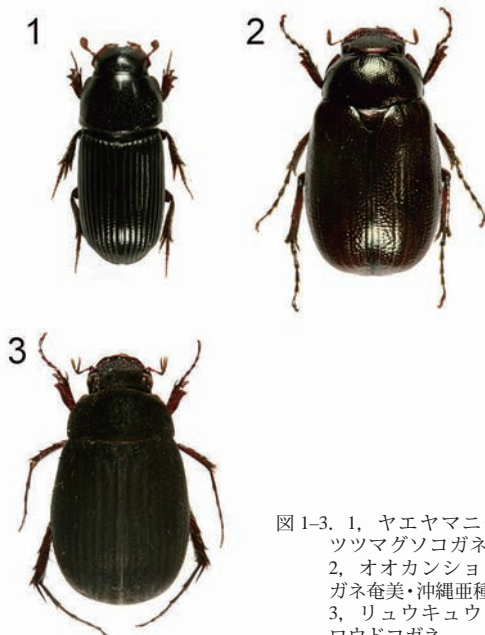 1
2
3
図 1–3. 1, ヤエヤマニ
ツツマグソコガネ
2, オオカンショ
ガネ奄美・沖縄亜種
3, リュウキュウ
ロウドコガネ